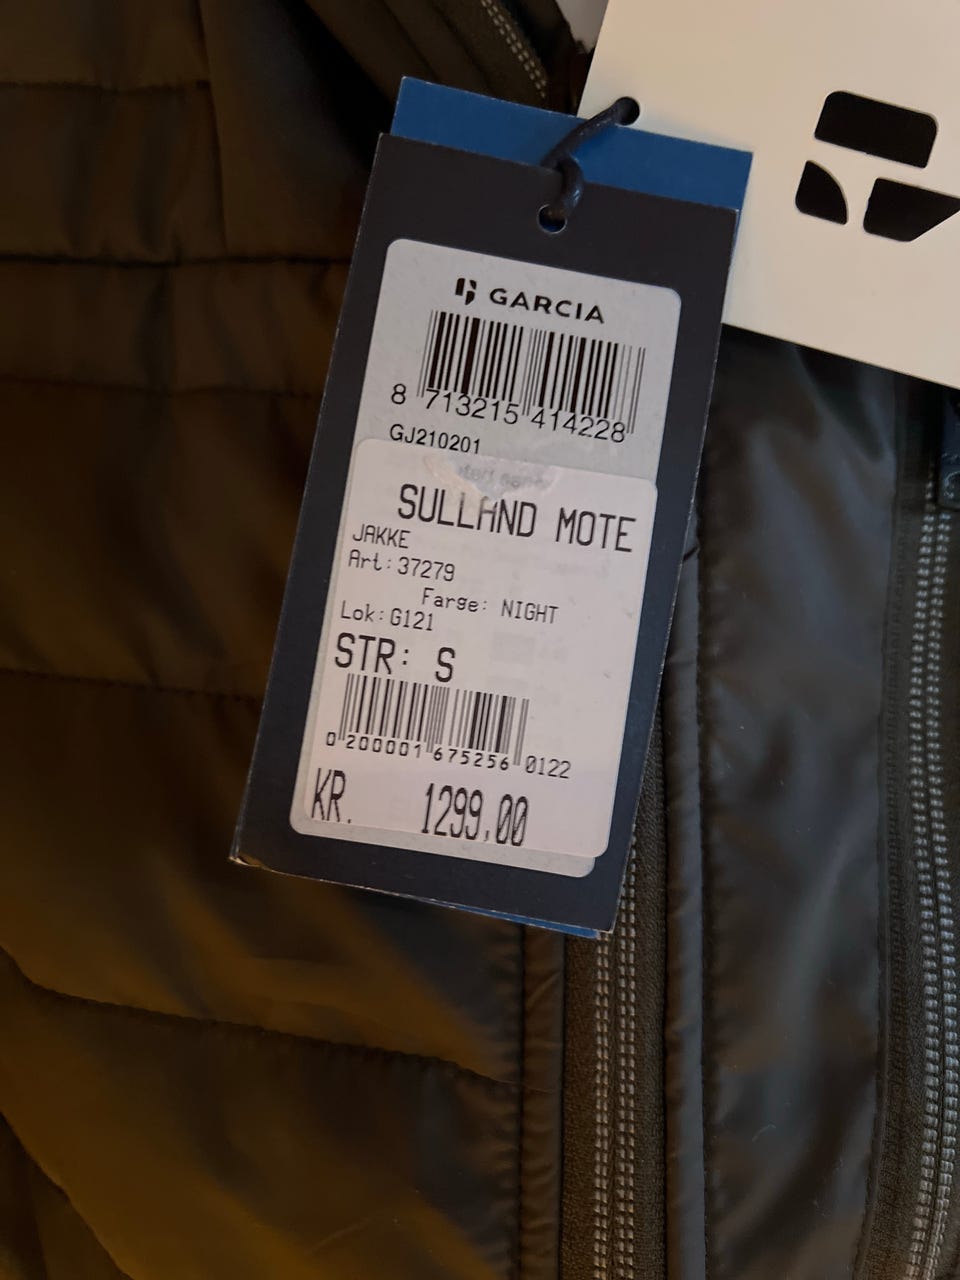 GARCIA
8 713215 414228
GJ210201
SULLAND MOTE
JAKKE
Art:37279
Farge: NIGHT
Lok:G121
STR: S
0 200001 675256 0122
KR. 1299,00